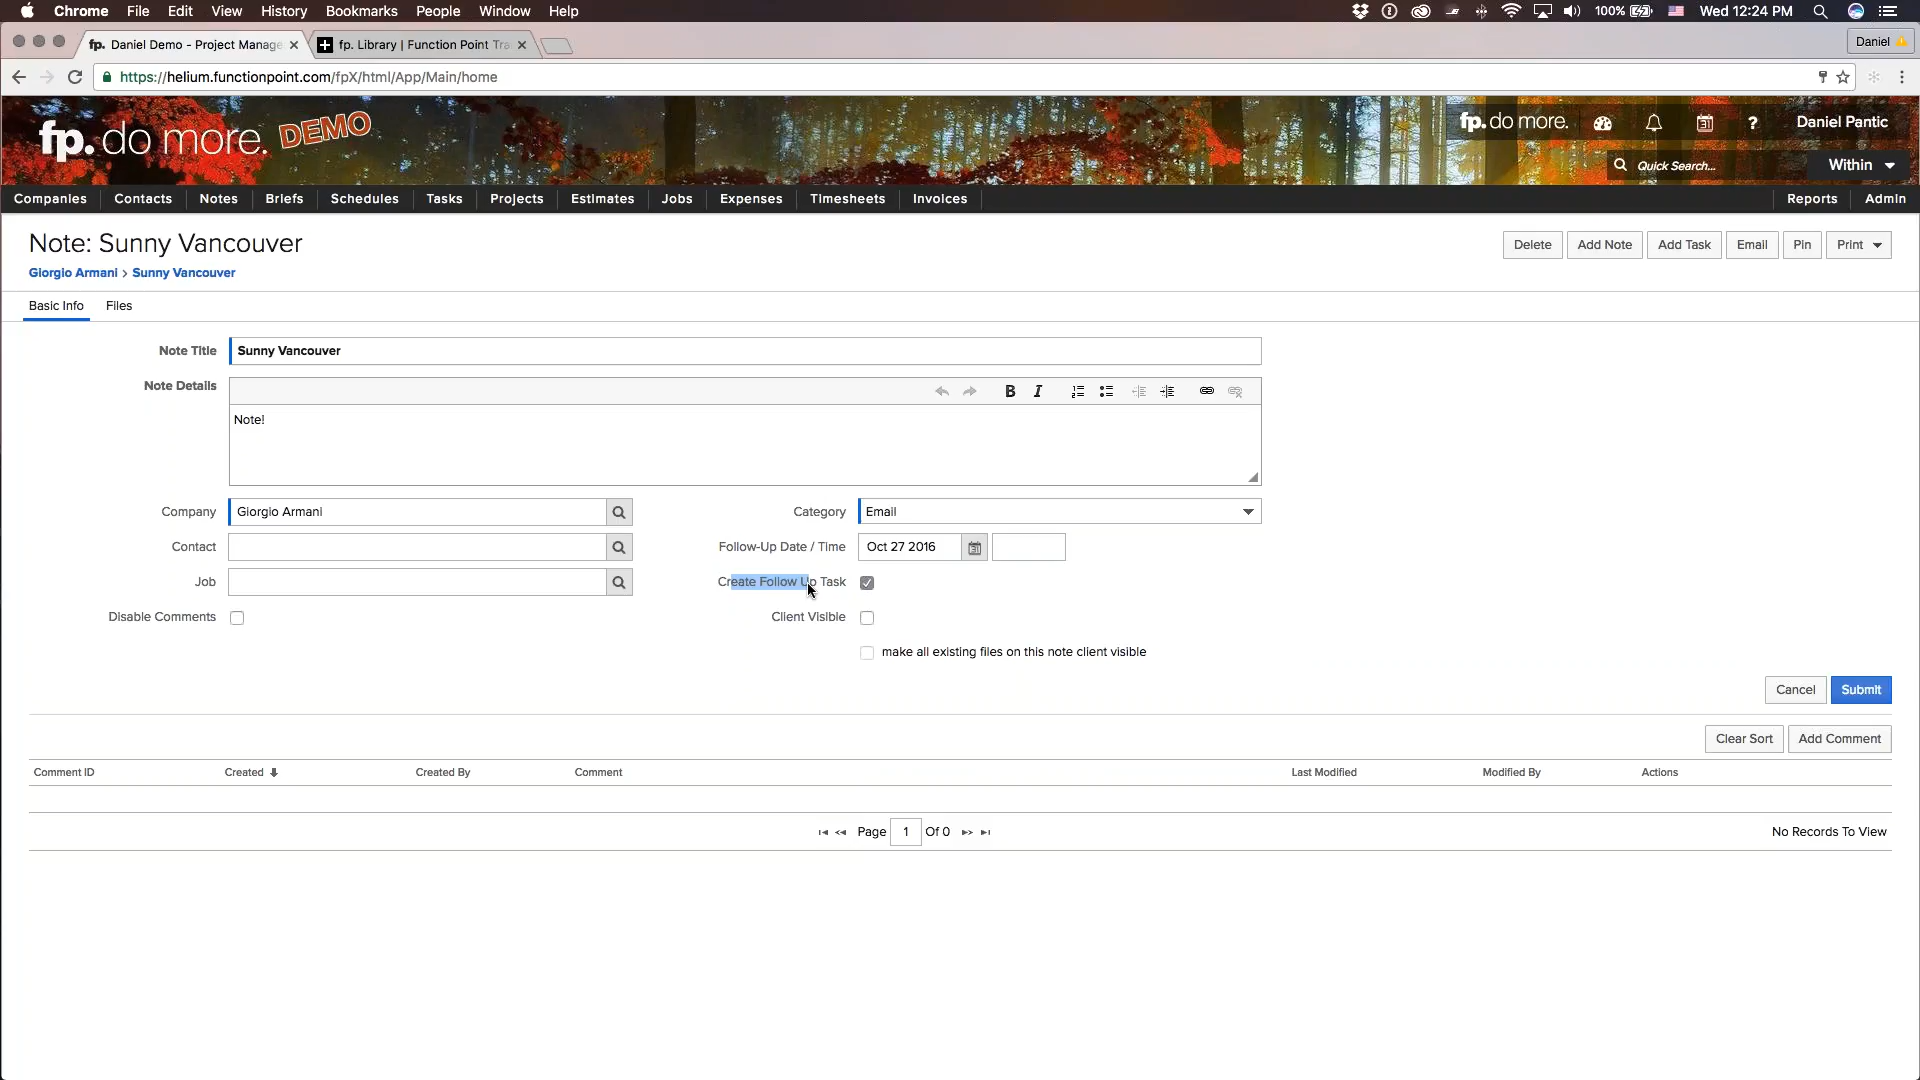 Chrome File Edit View History Bookmarks People Window Help 100% Wed 12:24 PM
fp. Daniel Demo - Project Manage fp. Library | Function Point Tra Daniel
https://helium.functionpoint.com/fpX/html/App/Main/home
fp. do more. DEMO
fp. do more. 31 ? Daniel Pantic
Quick Search... Within
Companies Contacts Notes Briefs Schedules Tasks Projects Estimates Jobs Expenses Timesheets Invoices Reports Admin
Note: Sunny Vancouver
Delete Add Note Add Task Email Pin Print
Giorgio Armani > Sunny Vancouver
Basic Info Files
Note Title Sunny Vancouver
Note Details B I
Note!
Company Giorgio Armani Category Email
Contact Follow-Up Date / Time Oct 27 2016 31
Job Create Follow Up Task
Disable Comments Client Visible
make all existing files on this note client visible
Cancel Submit
Clear Sort Add Comment
Comment ID Created Created By Comment Last Modified Modified By Actions
Page 1 Of 0 No Records To View